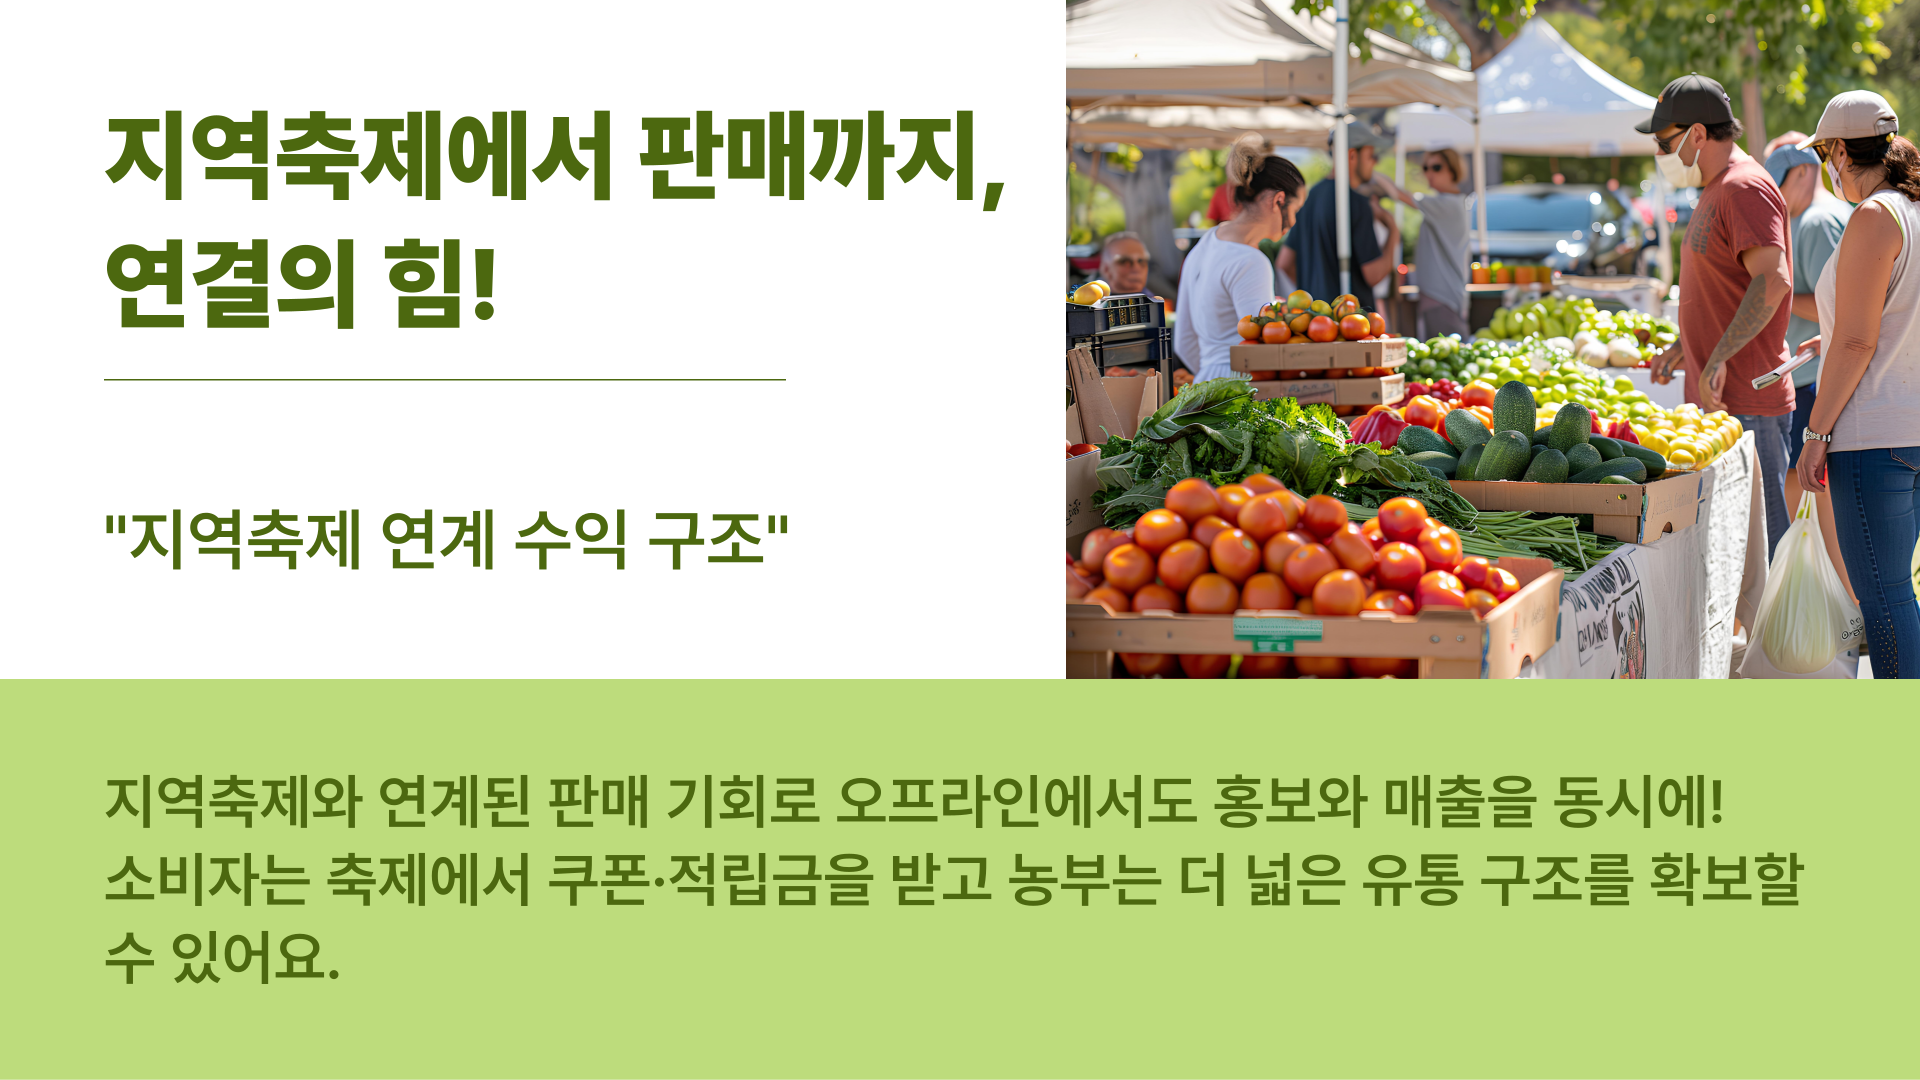 지역축제에서 판매까지,
연결의 힘!
"지역축제 연계 수익 구조"
지역축제와 연계된 판매 기회로 오프라인에서도 홍보와 매출을 동시에!
소비자는 축제에서 쿠폰·적립금을 받고 농부는 더 넓은 유통 구조를 확보할
수 있어요.